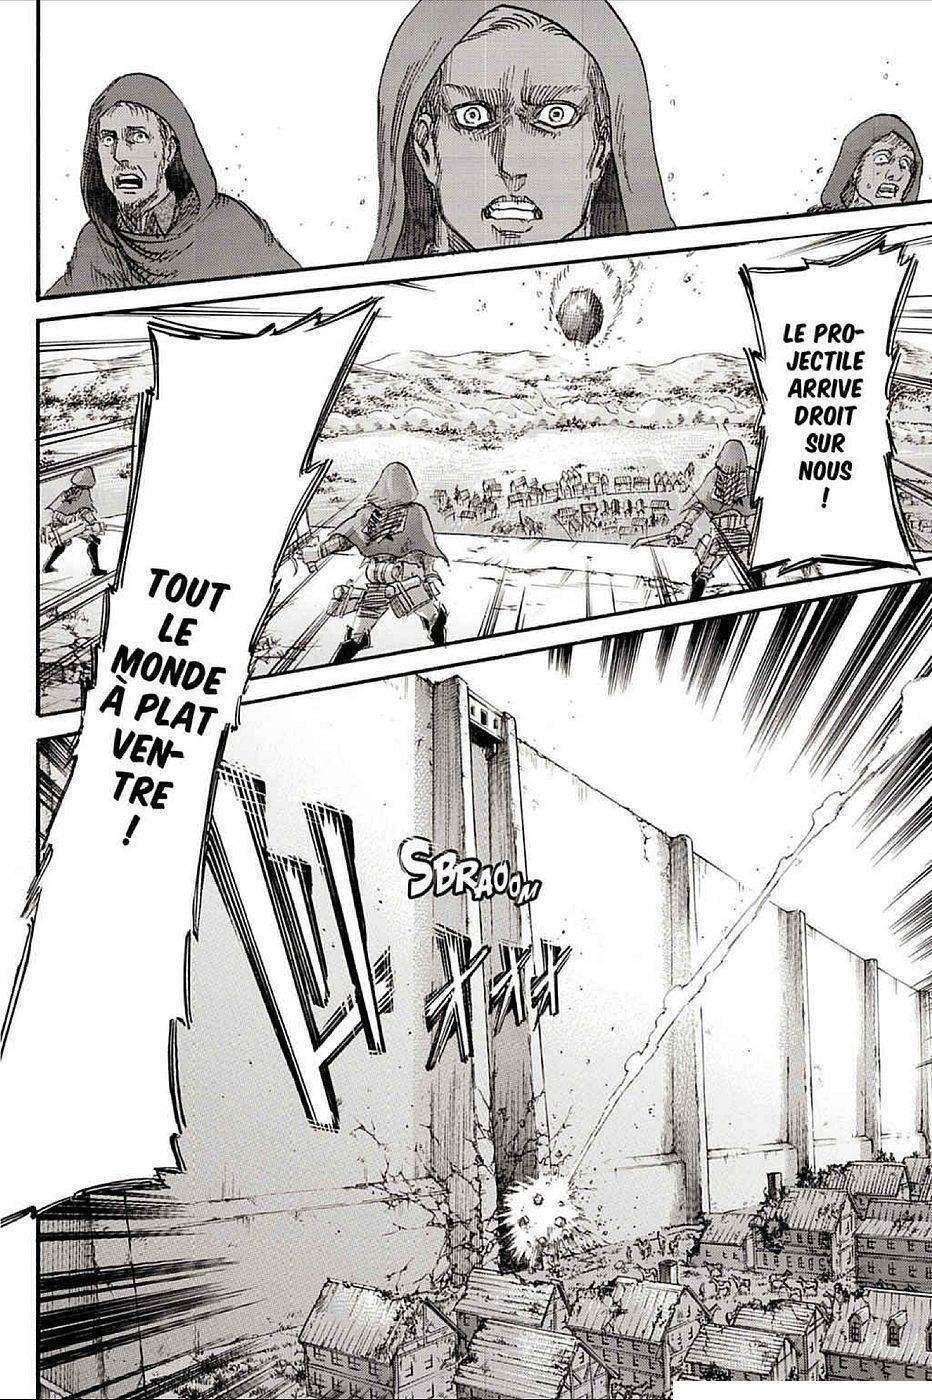 LE PRO-
JECTILE
ARRIVE
DROIT
SUR
NOUS
!
TOUT
LE
MONDE
À PLAT
VEN-
TRE
!
SBRAOOM